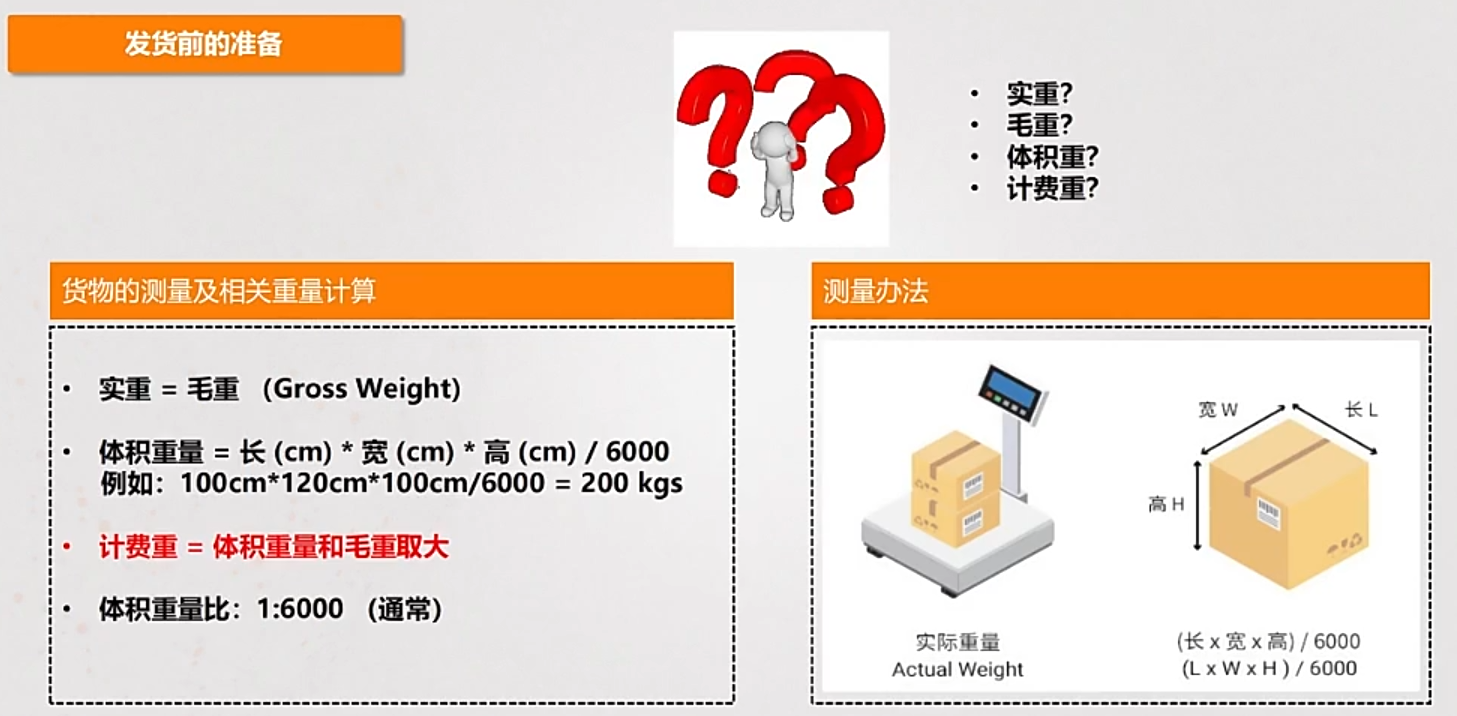 发货前的准备
• 实重?
• 毛重?
• 体积重?
• 计费重?
货物的测量及相关重量计算
• 实重 = 毛重 (Gross Weight)
• 体积重量 = 长 (cm) * 宽 (cm) * 高 (cm) / 6000
例如：100cm*120cm*100cm/6000 = 200 kgs
• 计费重 = 体积重量和毛重取大
• 体积重量比：1:6000 (通常)
测量办法
宽 W
长 L
高 H
实际重量
Actual Weight
(长 x 宽 x 高) / 6000
(L x W x H ) / 6000